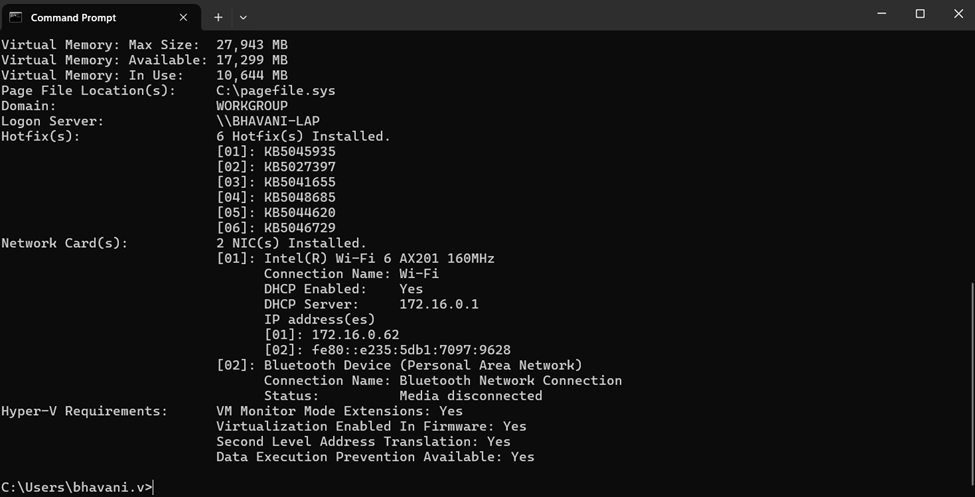 Command Prompt
Virtual Memory: Max Size:  27,943 MB
Virtual Memory: Available: 17,299 MB
Virtual Memory: In Use:    10,644 MB
Page File Location(s):     C:\pagefile.sys
Domain:                    WORKGROUP
Logon Server:              \\BHAVANI-LAP
Hotfix(s):                 6 Hotfix(s) Installed.
                           [01]: KB5045935
                           [02]: KB5027397
                           [03]: KB5041655
                           [04]: KB5048685
                           [05]: KB5044620
                           [06]: KB5046729
Network Card(s):           2 NIC(s) Installed.
                           [01]: Intel(R) Wi-Fi 6 AX201 160MHz
                                 Connection Name: Wi-Fi
                                 DHCP Enabled:    Yes
                                 DHCP Server:     172.16.0.1
                                 IP address(es)
                                 [01]: 172.16.0.62
                                 [02]: fe80::e235:5db1:7097:9628
                           [02]: Bluetooth Device (Personal Area Network)
                                 Connection Name: Bluetooth Network Connection
                                 Status:          Media disconnected
Hyper-V Requirements:      VM Monitor Mode Extensions: Yes
                           Virtualization Enabled In Firmware: Yes
                           Second Level Address Translation: Yes
                           Data Execution Prevention Available: Yes
C:\Users\bhavani.v>